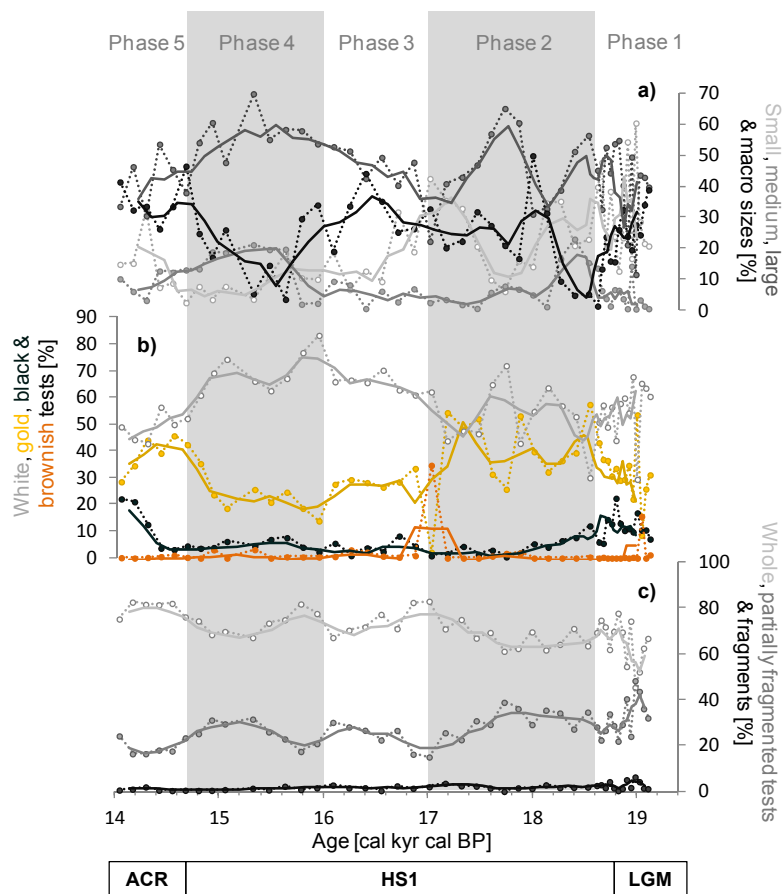 Phase 5 Phase 4 Phase 3 Phase 2 Phase 1
a)
70
60
50
40
30
20
10
0
Small, medium, large
& macro sizes [%]
90
80
70
60
50
40
30
20
10
0
b)
White, gold, black &
brownish tests [%]
c)
100
80
60
40
20
0
Whole, partially fragmented tests
& fragments [%]
14 15 16 17 18 19
Age [cal kyr cal BP]
ACR HS1 LGM